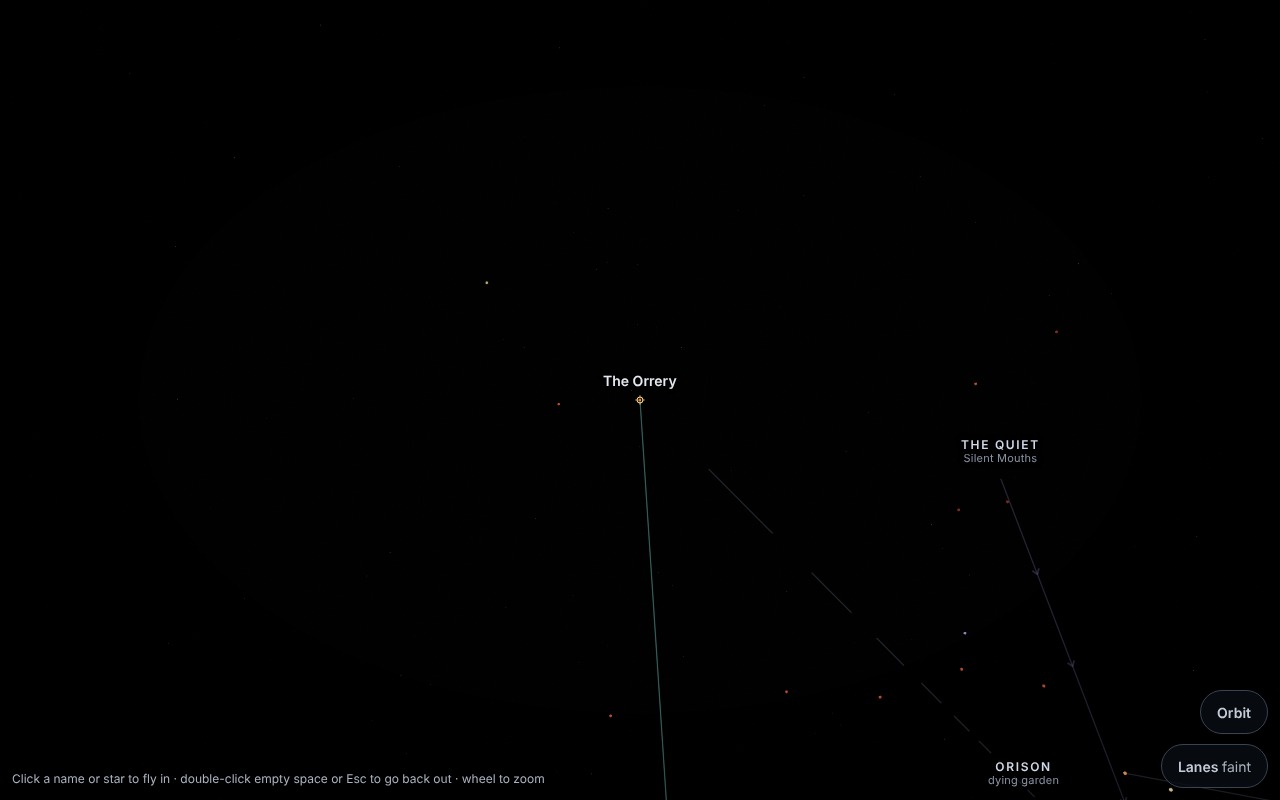 The Orrery
THE QUIET
Silent Mouths
Orbit
ORISON
dying garden
Lanes faint
Click a name or star to fly in · double-click empty space or Esc to go back out · wheel to zoom